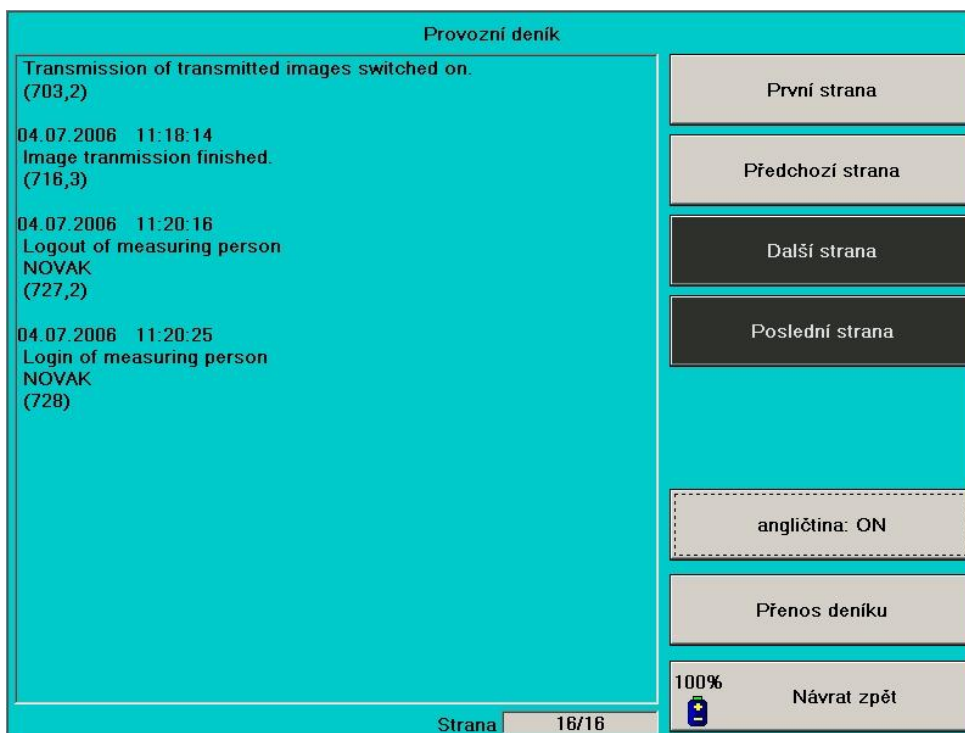 Provozní deník
Transmission of transmitted images switched on.
(703,2)
04.07.2006 11:18:14
Image tranmission finished.
(716,3)
04.07.2006 11:20:16
Logout of measuring person
NOVAK
(727,2)
04.07.2006 11:20:25
Login of measuring person
NOVAK
(728)
Strana 16/16
První strana
Předchozí strana
Další strana
Poslední strana
angličtina: ON
Přenos deníku
100%
Návrat zpět